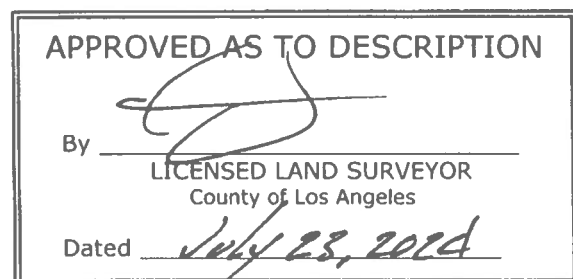 APPROVED AS TO DESCRIPTION
By
LICENSED LAND SURVEYOR
County of Los Angeles
Dated July 23, 2024